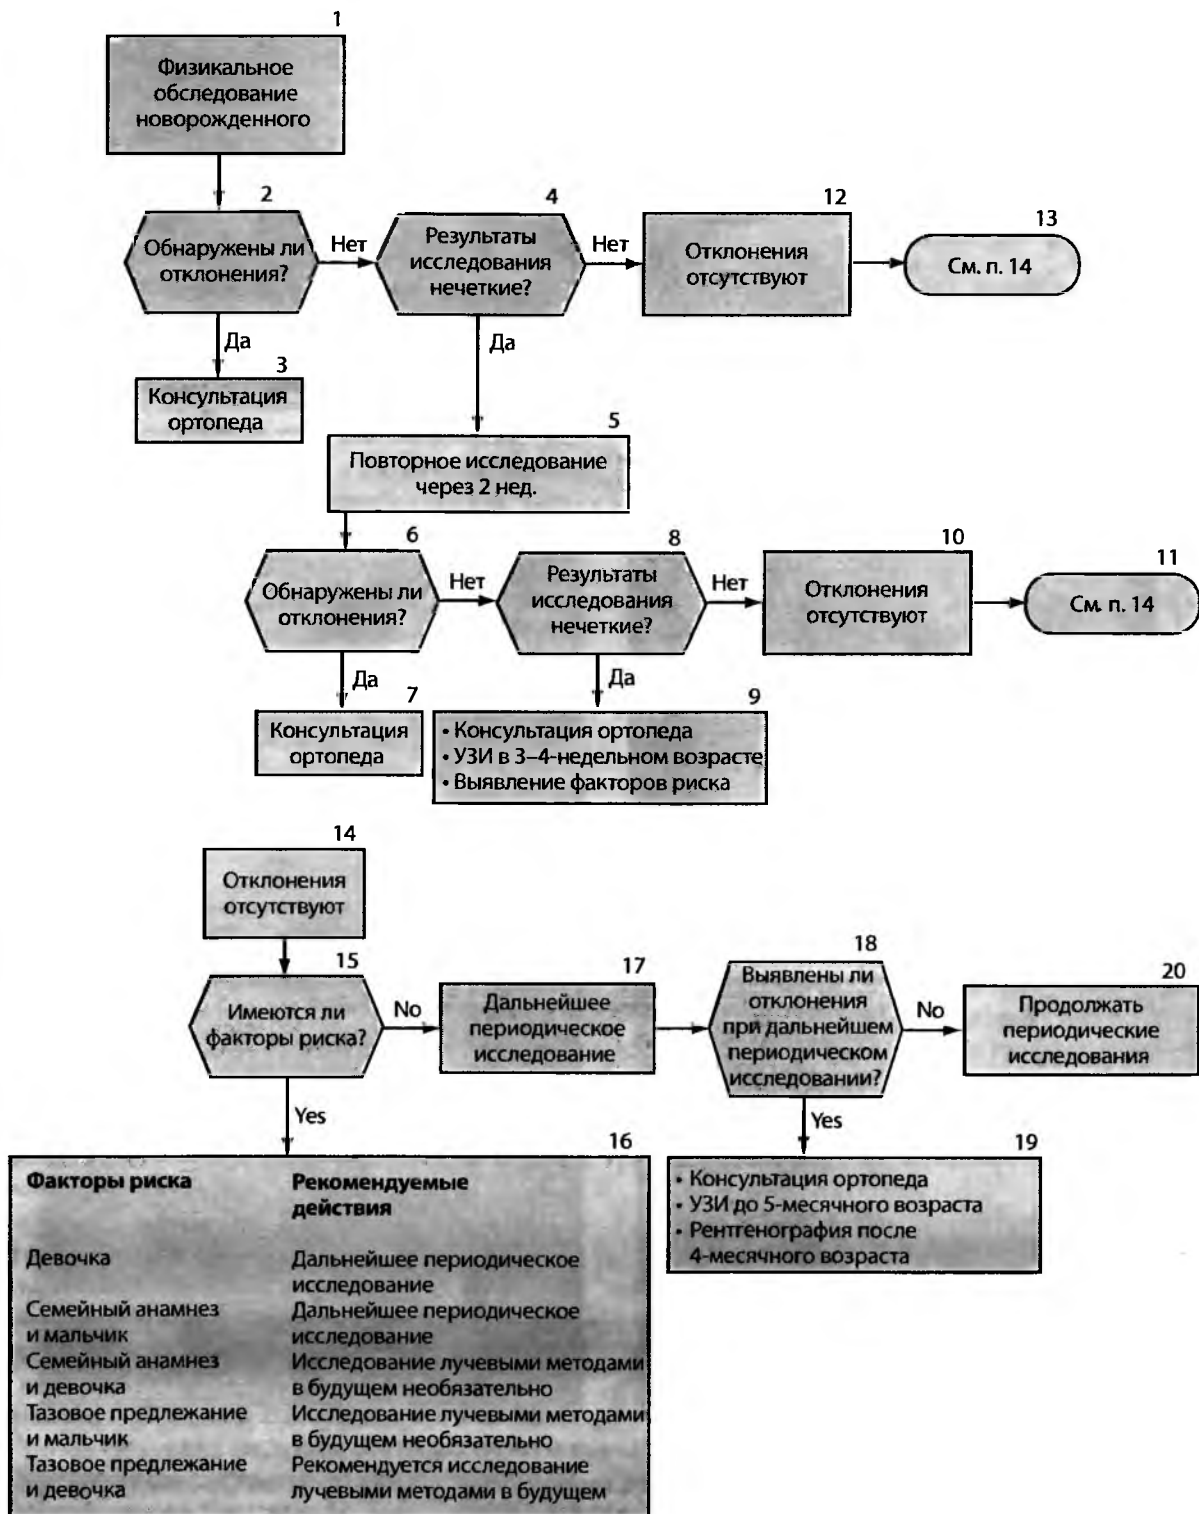 1
Физикальное
обследование
новорожденного
2
Обнаружены ли
отклонения?
Нет
4
Результаты
исследования
нечеткие?
Нет
12
Отклонения
отсутствуют
13
См. п. 14
Да
3
Консультация
ортопеда
Да
5
Повторное исследование
через 2 нед.
6
Обнаружены ли
отклонения?
Нет
8
Результаты
исследования
нечеткие?
Нет
10
Отклонения
отсутствуют
11
См. п. 14
Да
7
Консультация
ортопеда
Да
9
• Консультация ортопеда
• УЗИ в 3–4-недельном возрасте
• Выявление факторов риска
14
Отклонения
отсутствуют
15
Имеются ли
факторы риска?
No
17
Дальнейшее
периодическое
исследование
18
Выявлены ли
отклонения
при дальнейшем
периодическом
исследовании?
No
20
Продолжать
периодические
исследования
Yes
16
Факторы риска Рекомендуемые
действия
Девочка Дальнейшее периодическое
исследование
Семейный анамнез Дальнейшее периодическое
и мальчик исследование
Семейный анамнез Исследование лучевыми методами
и девочка в будущем необязательно
Тазовое предлежание Исследование лучевыми методами
и мальчик в будущем необязательно
Тазовое предлежание Рекомендуется исследование
и девочка лучевыми методами в будущем
Yes
19
• Консультация ортопеда
• УЗИ до 5-месячного возраста
• Рентгенография после
4-месячного возраста